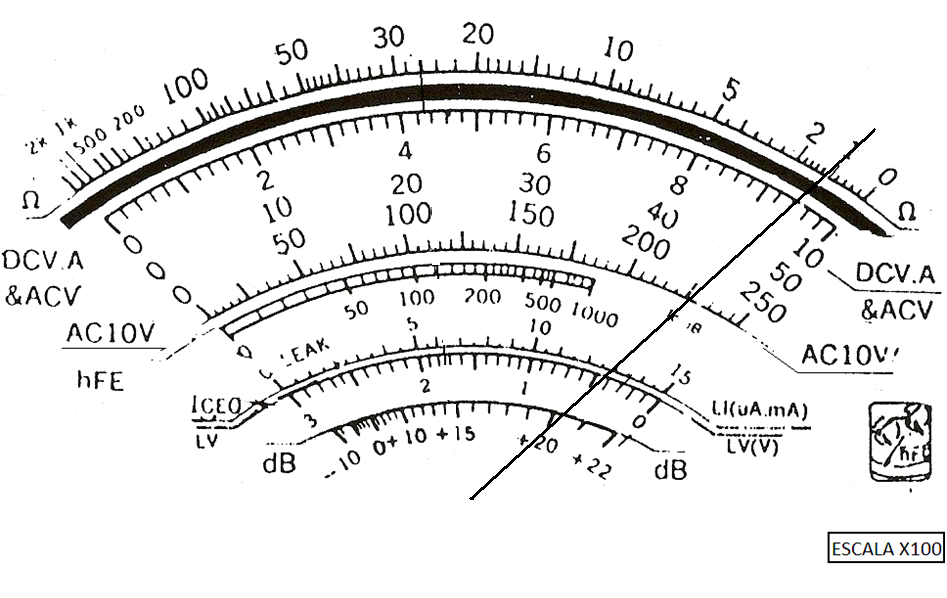 2k 1k 500 200 100 50 30 20 10 5 2 0
Ω Ω
0 2 4 6 8 10
0 10 20 30 40 50
0 50 100 150 200 250
DCV.A DCV.A
&ACV &ACV
AC10V AC10V
hFE
0 50 100 200 500 1000
LEAK 5 10 15
ICEO LI(uA.mA)
LV LV(V)
3 2 1 0
dB dB
-10 0 +10 +15 +20 +22
ESCALA X100